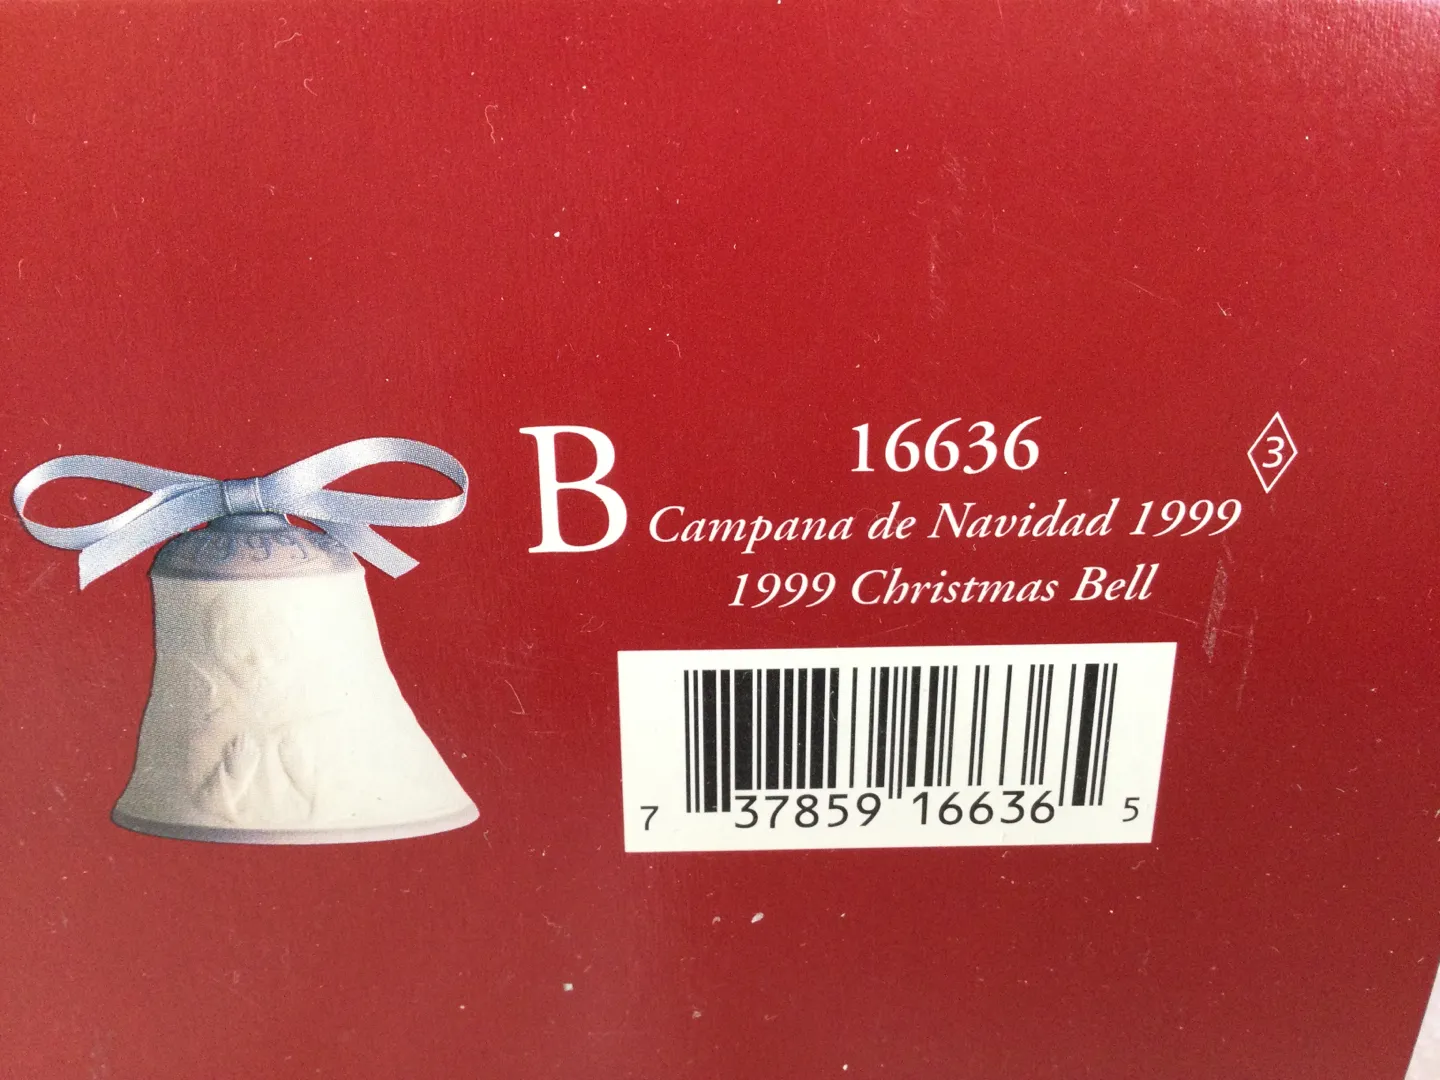 B
16636
3
Campana de Navidad 1999
1999 Christmas Bell
7 37859 16636 5